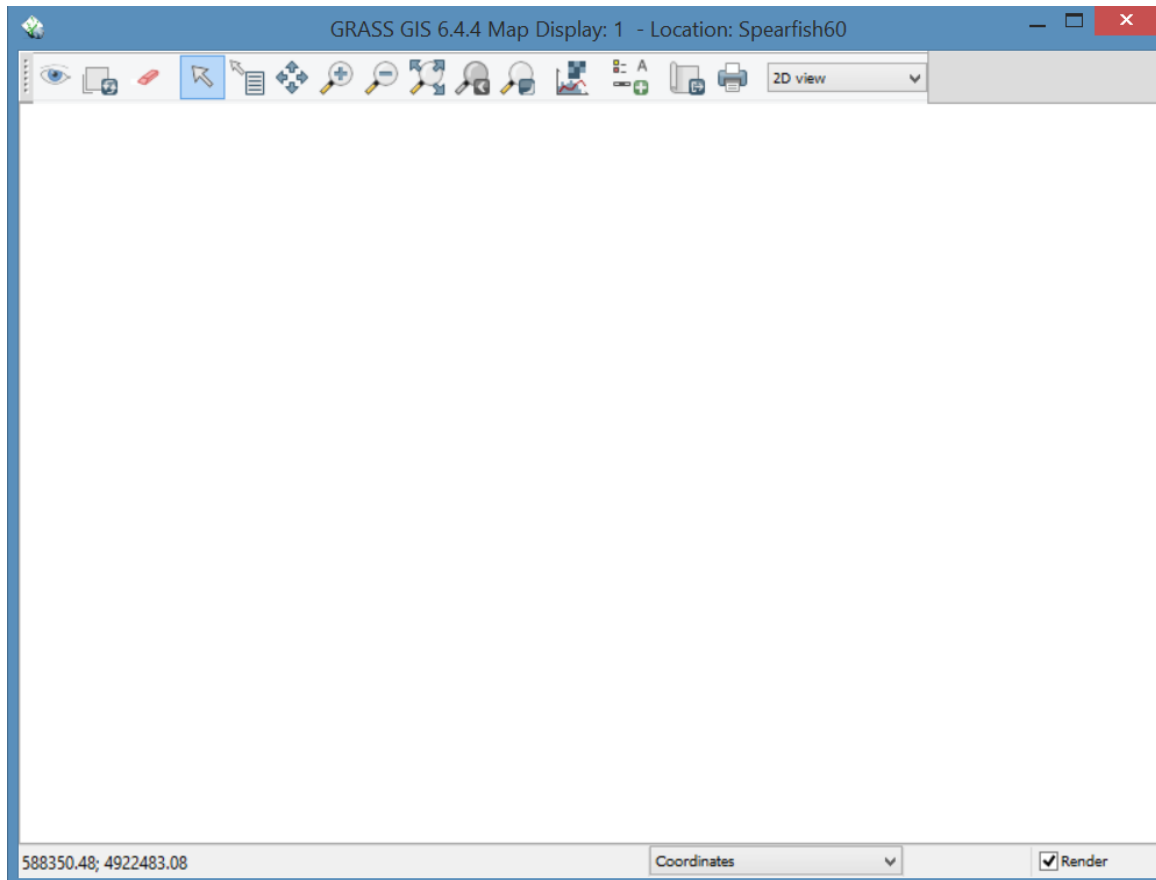 GRASS GIS 6.4.4 Map Display: 1 - Location: Spearfish60
A
2D view
588350.48; 4922483.08
Coordinates
Render